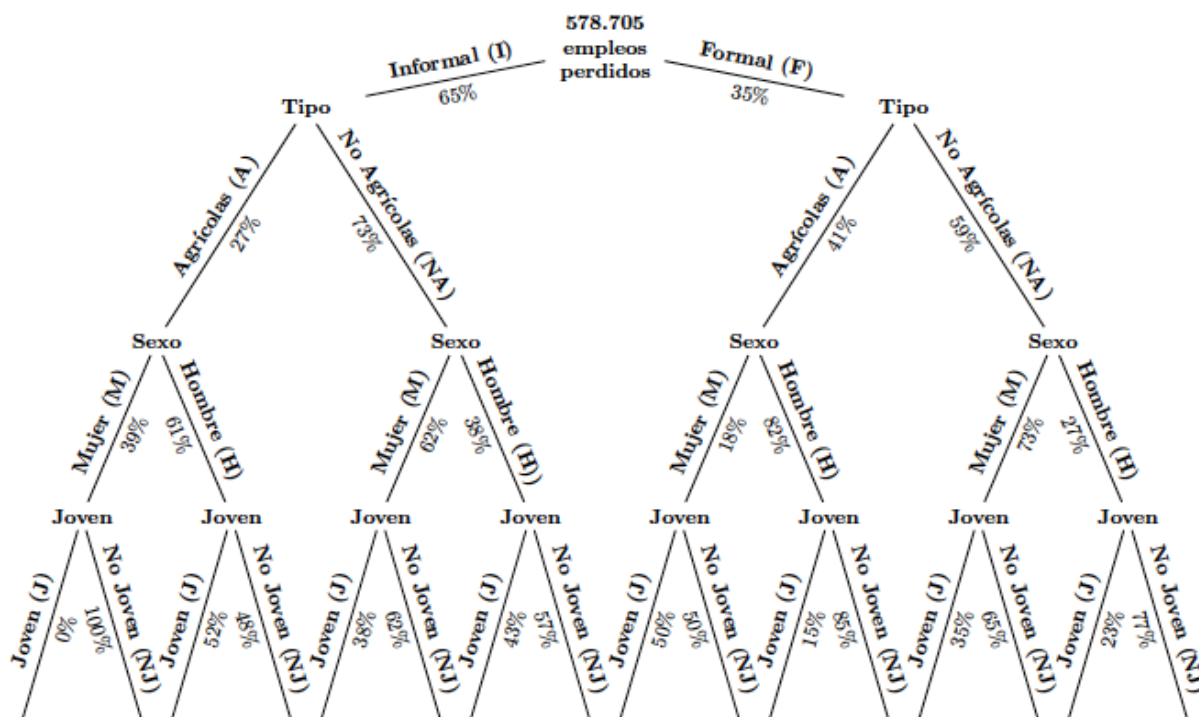 578.705
empleos
perdidos
Informal (I)
65%
Formal (F)
35%
Tipo
Tipo
Agrícolas (A)
27%
No Agrícolas (NA)
73%
Agrícolas (A)
41%
No Agrícolas (NA)
59%
Sexo
Sexo
Sexo
Sexo
Mujer (M)
39%
Hombre (H)
61%
Mujer (M)
62%
Hombre (H))
38%
Mujer (M)
18%
Hombre (H)
82%
Mujer (M)
73%
Hombre (H)
27%
Joven
Joven
Joven
Joven
Joven
Joven
Joven
Joven
Joven (J)
0%
No Joven (NJ)
100%
Joven (J)
52%
No Joven (NJ)
48%
Joven (J)
38%
No Joven (NJ)
62%
Joven (J)
43%
No Joven (NJ)
57%
Joven (J)
50%
No Joven (NJ)
50%
Joven (J)
15%
No Joven (NJ)
85%
Joven (J)
35%
No Joven (NJ)
65%
Joven (J)
23%
No Joven (NJ)
77%